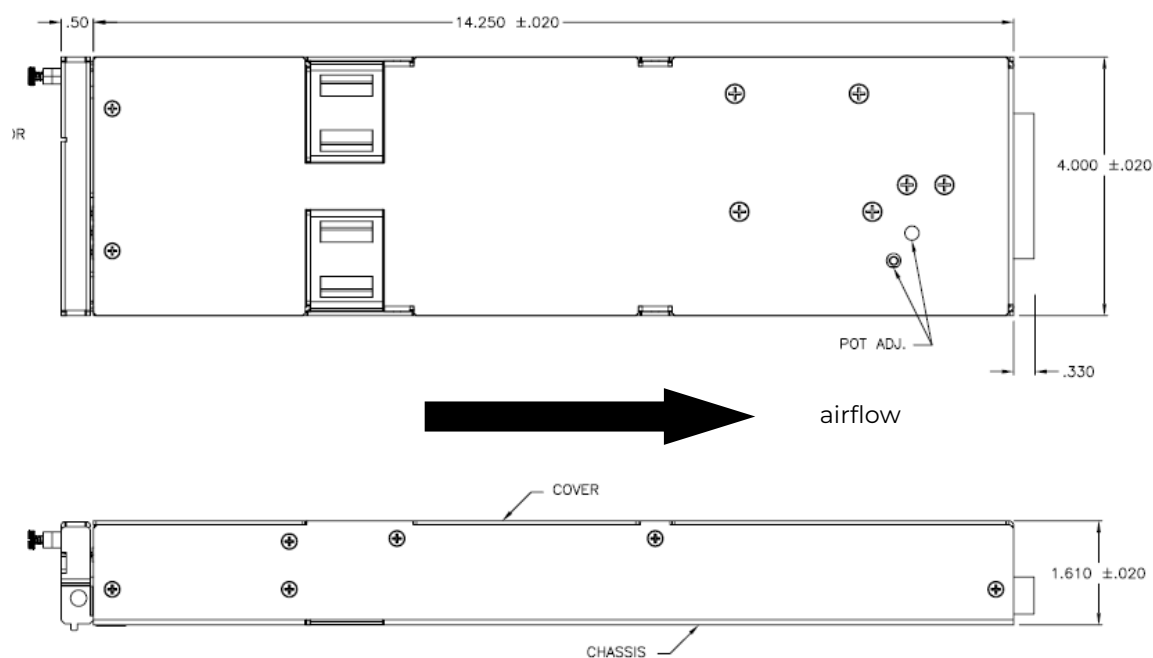 .50
14.250 ±.020
4.000 ±.020
POT ADJ.
.330
airflow
COVER
1.610 ±.020
CHASSIS